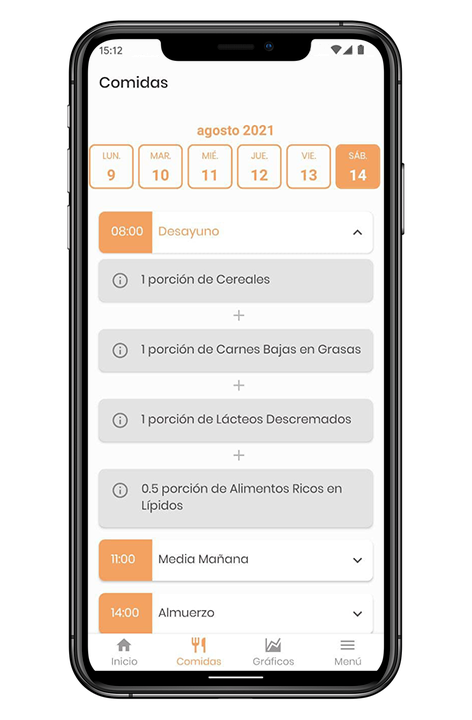 15:12
Comidas
agosto 2021
LUN. MAR. MIÉ. JUE. VIE. SÁB.
9 10 11 12 13 14
08:00 Desayuno
1 porción de Cereales
+
1 porción de Carnes Bajas en Grasas
+
1 porción de Lácteos Descremados
+
0.5 porción de Alimentos Ricos en
Lípidos
11:00 Media Mañana
14:00 Almuerzo
Inicio Comidas Gráficos Menú